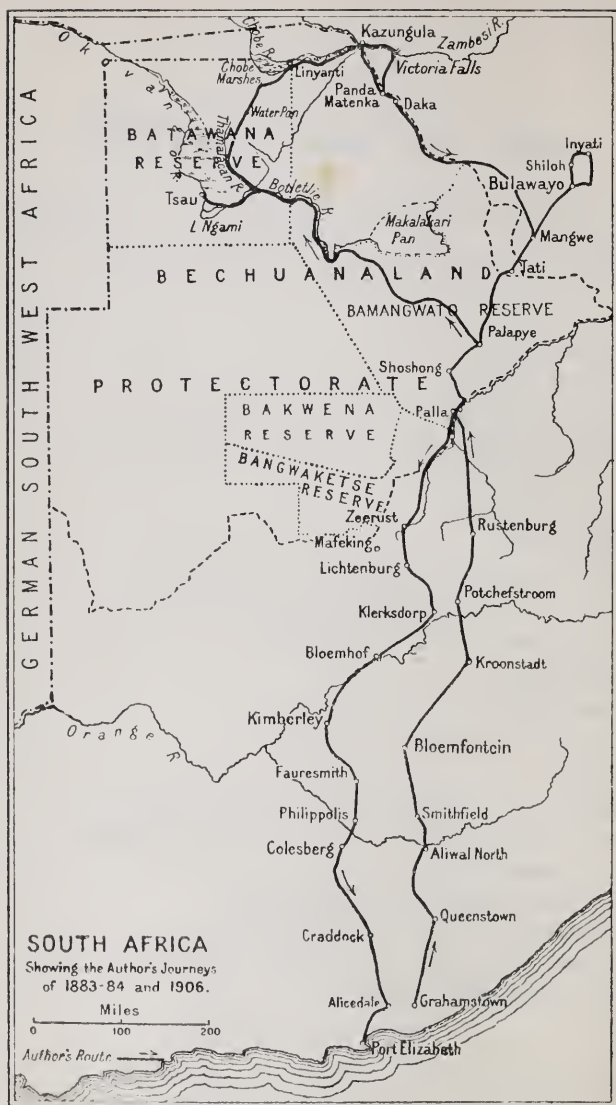 Okavango R.
Chobe R.
Chobe
Marshes
Linyanti
Kazungula
Zambesi R.
Victoria Falls
Panda
Matenka
Daka
Water Pan
BATAWANA
RESERVE
Tsau
L Ngami
Botletle R.
Makalakari
Pan
Inyati
Shiloh
Bulawayo
Mangwe
Tati
BECHUANALAND
BAMANGWATO RESERVE
Palapye
Shoshong
PROTECTORATE
Palla
BAKWENA
RESERVE
BANGWAKETSE
RESERVE
GERMAN SOUTH WEST AFRICA
Zeerust
Mafeking
Rustenburg
Lichtenburg
Potchefstroom
Klerksdorp
Bloemhof
Kroonstadt
Kimberley
Orange R.
Bloemfontein
Fauresmith
Philippolis
Smithfield
Colesberg
Aliwal North
Queenstown
Craddock
SOUTH AFRICA
Showing the Author's Journeys
of 1883-84 and 1906.
Miles
0 100 200
Alicedale
Grahamstown
Author's Route
Port Elizabeth